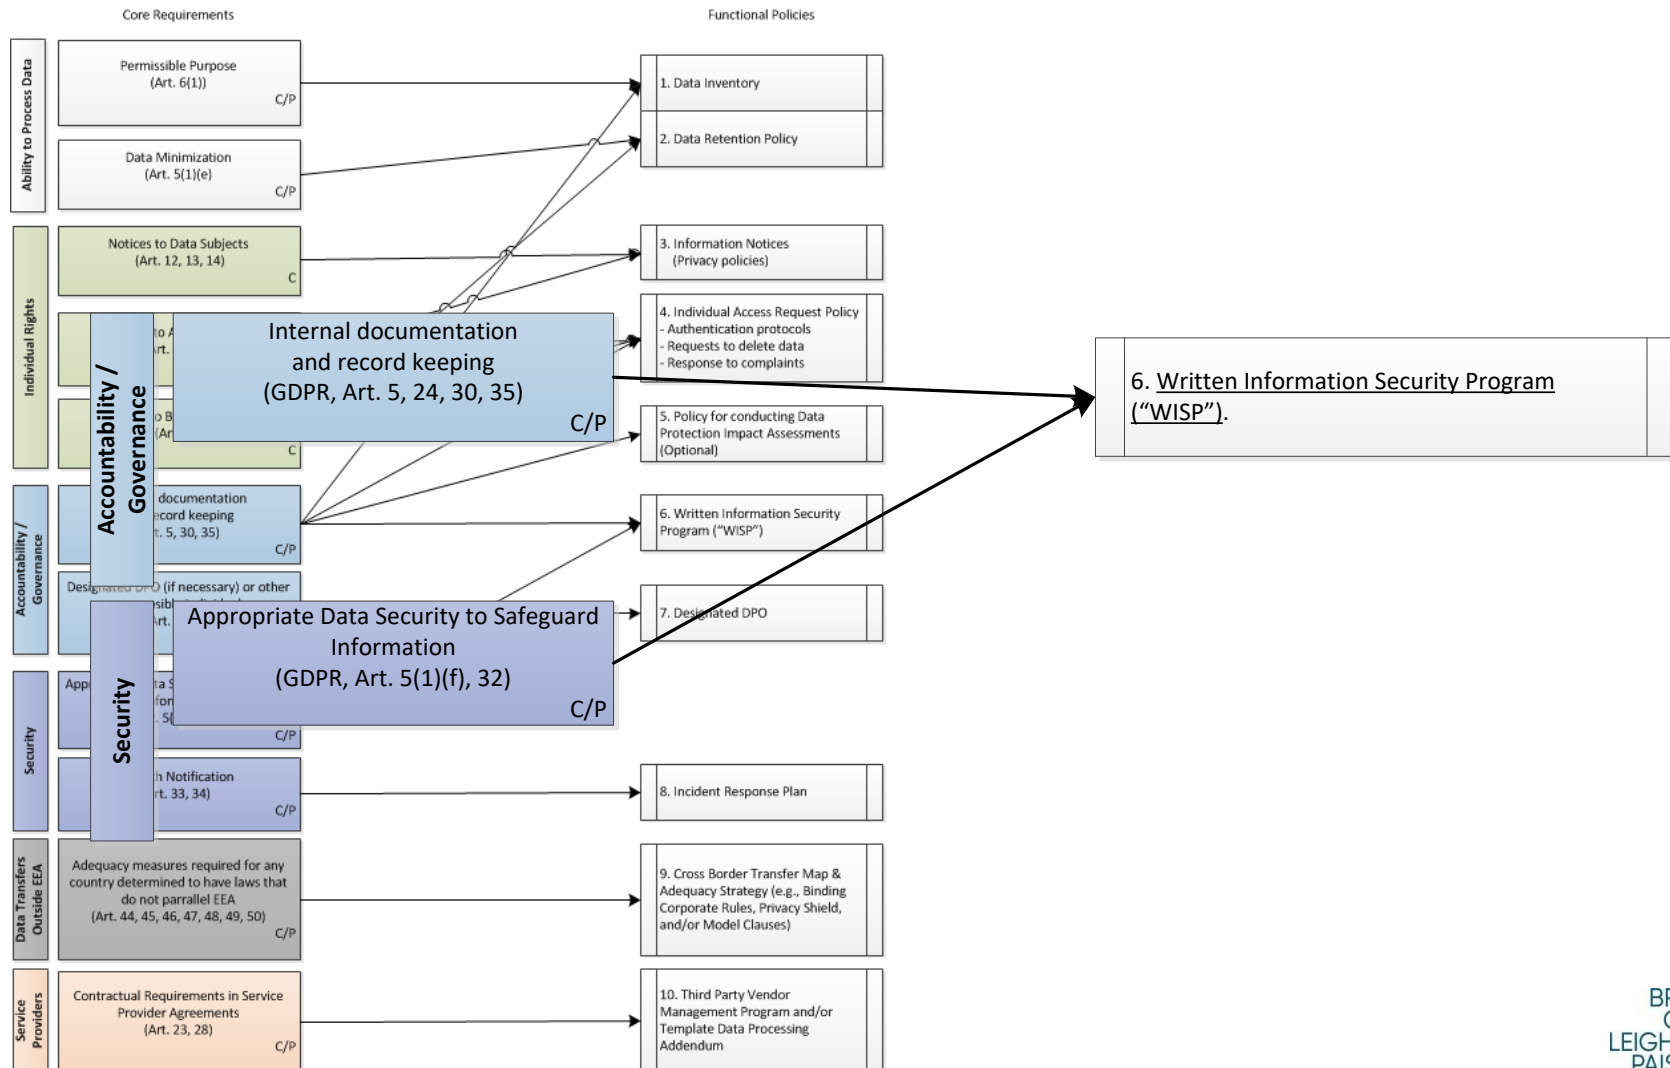 Core Requirements
Functional Policies
Ability to Process Data
Permissible Purpose
(Art. 6(1))
C/P
Data Minimization
(Art. 5(1)(e)
C/P
1. Data Inventory
2. Data Retention Policy
Individual Rights
Notices to Data Subjects
(Art. 12, 13, 14)
C
3. Information Notices
(Privacy policies)
4. Individual Access Request Policy
- Authentication protocols
- Requests to delete data
- Response to complaints
5. Policy for conducting Data
Protection Impact Assessments
(Optional)
C
Accountability /
Governance
Internal documentation
and record keeping
(GDPR, Art. 5, 24, 30, 35)
C/P
6. Written Information Security Program
("WISP").
Accountability /
Governance
documentation
record keeping
5, 30, 35)
C/P
6. Written Information Security
Program ("WISP")
Designated DPO (if necessary) or other
7. Designated DPO
Security
Appropriate Data Security to Safeguard
Information
(GDPR, Art. 5(1)(f), 32)
C/P
Security
C/P
Notification
33, 34)
C/P
8. Incident Response Plan
Data Transfers
Outside EEA
Adequacy measures required for any
country determined to have laws that
do not parrallel EEA
(Art. 44, 45, 46, 47, 48, 49, 50)
C/P
9. Cross Border Transfer Map &
Adequacy Strategy (e.g., Binding
Corporate Rules, Privacy Shield,
and/or Model Clauses)
Service
Providers
Contractual Requirements in Service
Provider Agreements
(Art. 23, 28)
C/P
10. Third Party Vendor
Management Program and/or
Template Data Processing
Addendum